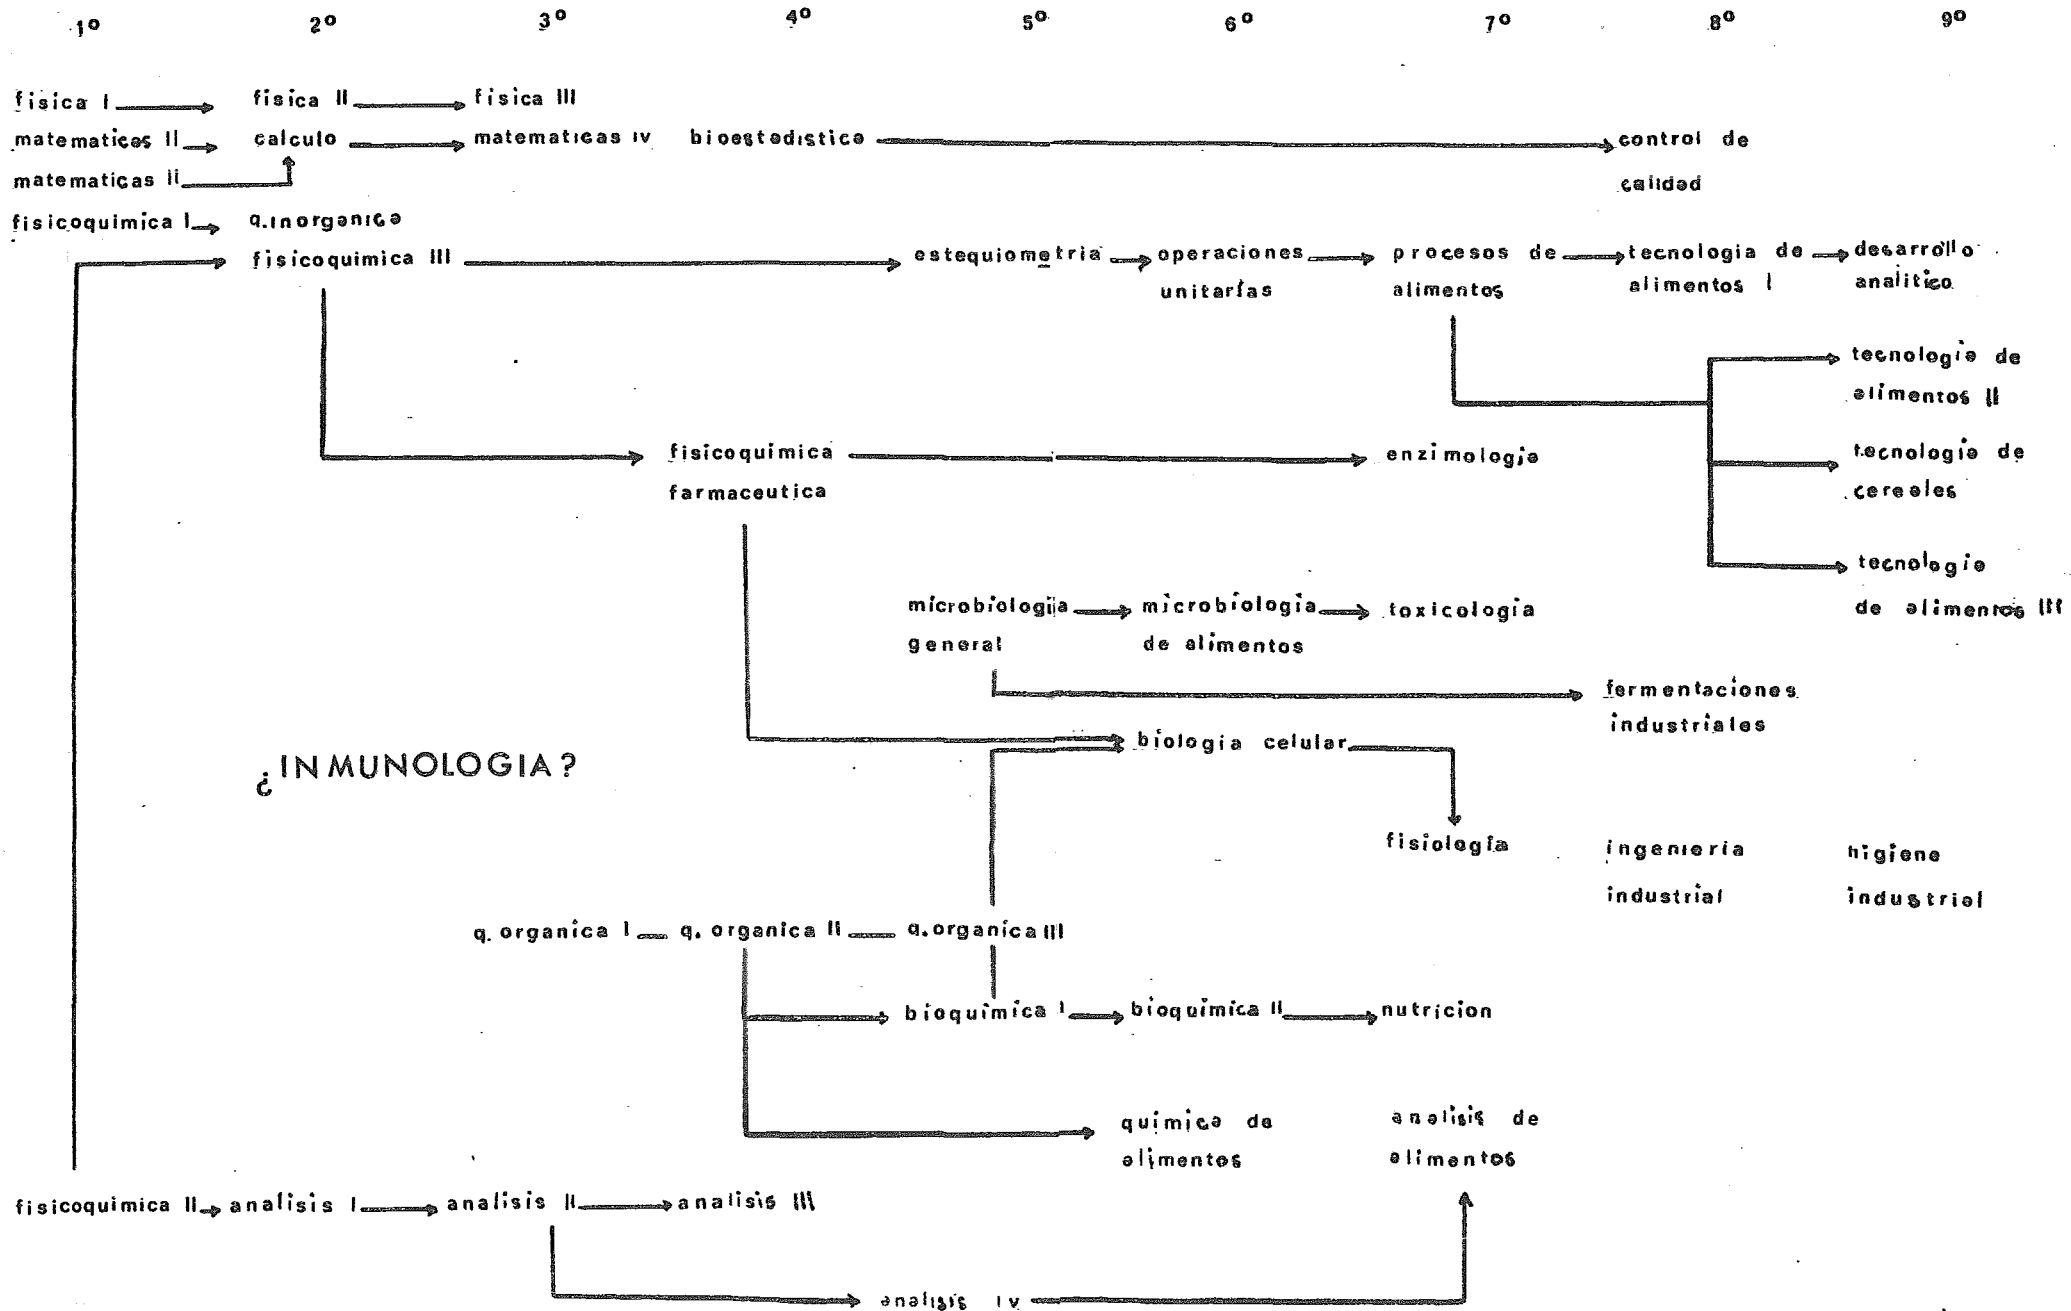 1º 2º 3º 4º 5º 6º 7º 8º 9º
fisica I fisica II fisica III
matematicas II calculo matematicas IV bioestadistica control de
matematicas II calidad
fisicoquimica I q.inorganica
fisicoquimica III estequiometria operaciones procesos de tecnologia de desarrollo
unitarías alimentos alimentos I analitico
tecnologia de
alimentos II
fisicoquimica enzimologia tecnologia de
farmaceutica cereales
tecnologia
microbiologia microbiologia toxicologia de alimentos III
general de alimentos
fermentaciones
industriales
biologia celular
¿INMUNOLOGIA?
fisiología ingenieria higiene
industrial industrial
q. organica I q. organica II q. organica III
bioquimica I bioquimica II nutricion
quimica de analisis de
alimentos alimentos
fisicoquimica II analisis I analisis II analisis III
analisis IV